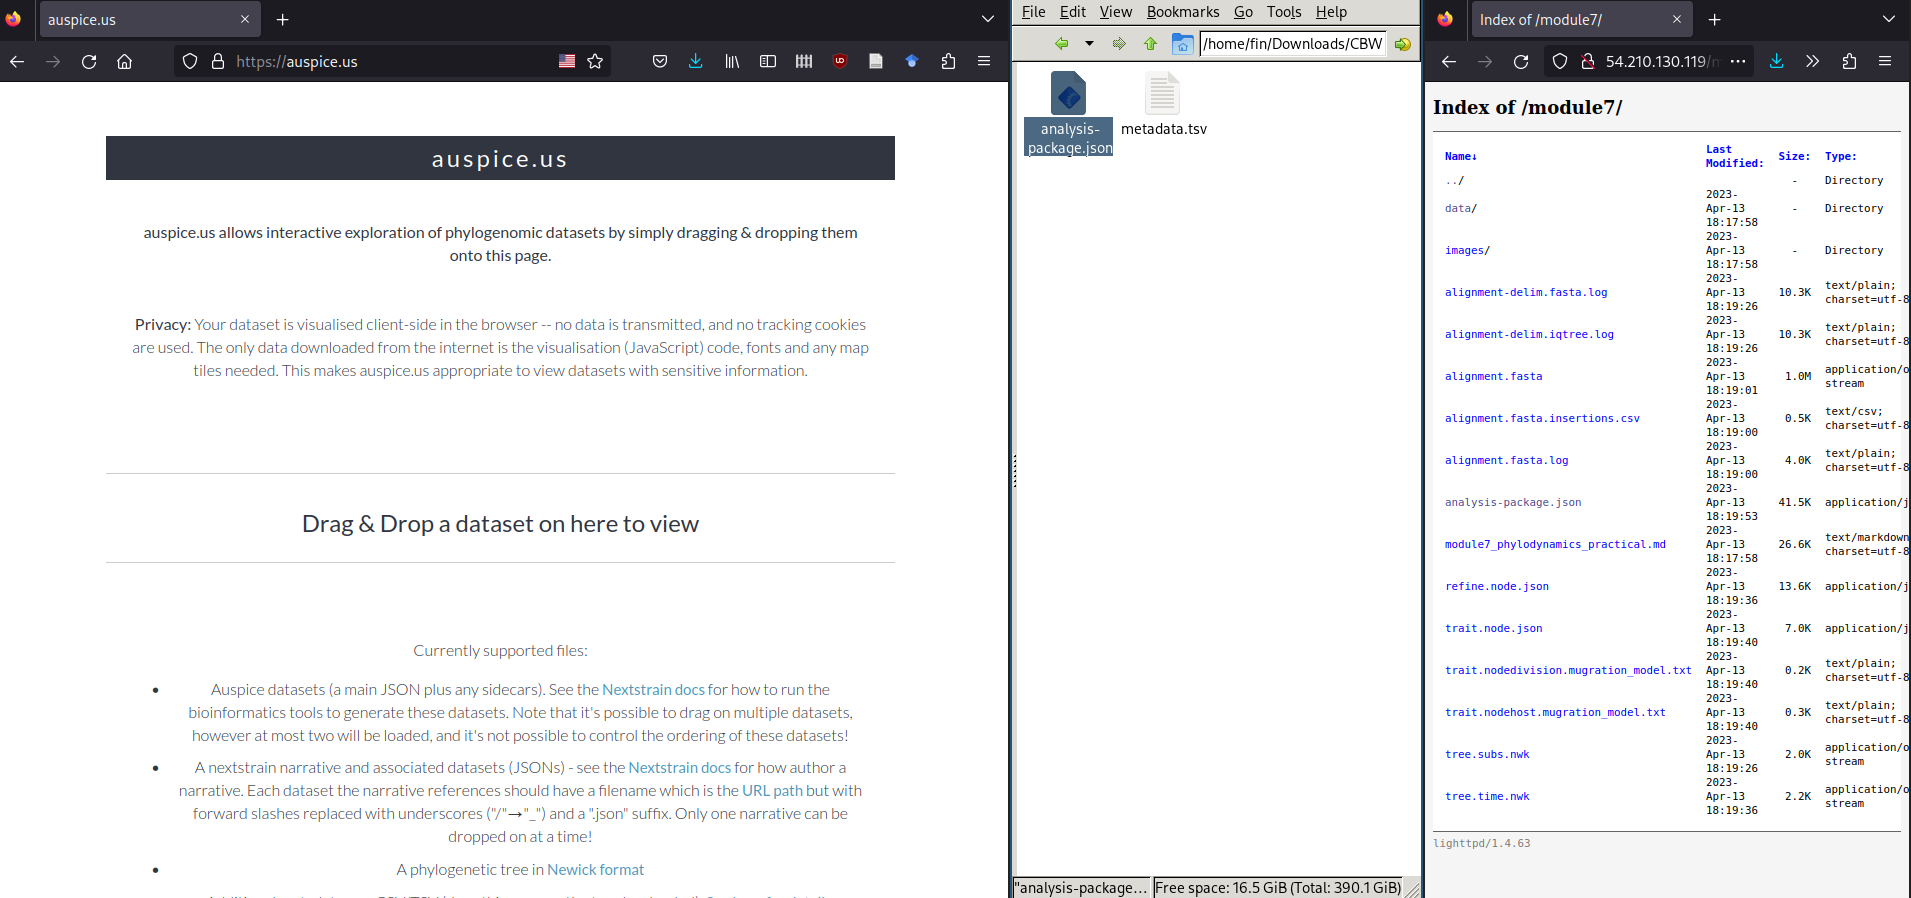 auspice.us
https://auspice.us
auspice.us
auspice.us allows interactive exploration of phylogenomic datasets by simply dragging & dropping them
onto this page.
Privacy: Your dataset is visualised client-side in the browser -- no data is transmitted, and no tracking cookies
are used. The only data downloaded from the internet is the visualisation (JavaScript) code, fonts and any map
tiles needed. This makes auspice.us appropriate to view datasets with sensitive information.
Drag & Drop a dataset on here to view
Currently supported files:
• Auspice datasets (a main JSON plus any sidecars). See the Nextstrain docs for how to run the
bioinformatics tools to generate these datasets. Note that it's possible to drag on multiple datasets,
however at most two will be loaded, and it's not possible to control the ordering of these datasets!
• A nextstrain narrative and associated datasets (JSONs) - see the Nextstrain docs for how author a
narrative. Each dataset the narrative references should have a filename which is the URL path but with
forward slashes replaced with underscores ("/"→"_") and a ".json" suffix. Only one narrative can be
dropped on at a time!
• A phylogenetic tree in Newick format
File Edit View Bookmarks Go Tools Help
/home/fin/Downloads/CBW
analysis-
package.json
metadata.tsv
"analysis-package...
Free space: 16.5 GiB (Total: 390.1 GiB)
Index of /module7/
54.210.130.119/m
Index of /module7/
Name↓ Last Modified: Size: Type:
../ - Directory
data/ 2023-Apr-13 18:17:58 - Directory
images/ 2023-Apr-13 18:17:58 - Directory
alignment-delim.fasta.log 2023-Apr-13 18:19:26 10.3K text/plain; charset=utf-8
alignment-delim.iqtree.log 2023-Apr-13 18:19:26 10.3K text/plain; charset=utf-8
alignment.fasta 2023-Apr-13 18:19:01 1.0M application/o stream
alignment.fasta.insertions.csv 2023-Apr-13 18:19:00 0.5K text/csv; charset=utf-8
alignment.fasta.log 2023-Apr-13 18:19:00 4.0K text/plain; charset=utf-8
analysis-package.json 2023-Apr-13 18:19:53 41.5K application/j
module7_phylodynamics_practical.md 2023-Apr-13 18:17:58 26.6K text/markdown charset=utf-8
refine.node.json 2023-Apr-13 18:19:36 13.6K application/j
trait.node.json 2023-Apr-13 18:19:40 7.0K application/j
trait.nodedivision.mugration_model.txt 2023-Apr-13 18:19:40 0.2K text/plain; charset=utf-8
trait.nodehost.mugration_model.txt 2023-Apr-13 18:19:40 0.3K text/plain; charset=utf-8
tree.subs.nwk 2023-Apr-13 18:19:26 2.0K application/o stream
tree.time.nwk 2023-Apr-13 18:19:36 2.2K application/o stream
lighttpd/1.4.63